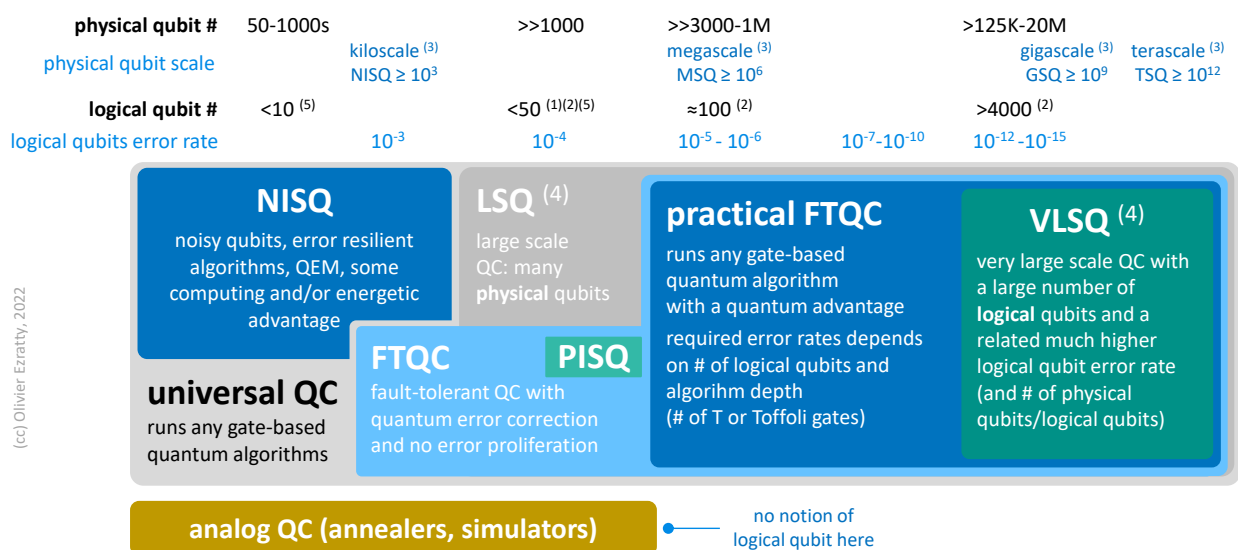 physical qubit # 50-1000s >>1000 >>3000-1M >125K-20M
physical qubit scale
kiloscale (3)
NISQ ≥ 10³
megascale (3)
MSQ ≥ 10⁶
gigascale (3)
GSQ ≥ 10⁹
terascale (3)
TSQ ≥ 10¹²
logical qubit # <10 (5) <50 (1)(2)(5) ≈100 (2) >4000 (2)
logical qubits error rate 10⁻³ 10⁻⁴ 10⁻⁵ - 10⁻⁶ 10⁻⁷-10⁻¹⁰ 10⁻¹² -10⁻¹⁵
NISQ
noisy qubits, error resilient
algorithms, QEM, some
computing and/or energetic
advantage
LSQ (4)
large scale
QC: many
physical qubits
practical FTQC
runs any gate-based
quantum algorithm
with a quantum advantage
required error rates depends
on # of logical qubits and
algorihm depth
(# of T or Toffoli gates)
VLSQ (4)
very large scale QC with
a large number of
logical qubits and a
related much higher
logical qubit error rate
(and # of physical
qubits/logical qubits)
FTQC
PISQ
fault-tolerant QC with
quantum error correction
and no error proliferation
universal QC
runs any gate-based
quantum algorithms
analog QC (annealers, simulators)
no notion of
logical qubit here
(cc) Olivier Ezratty, 2022